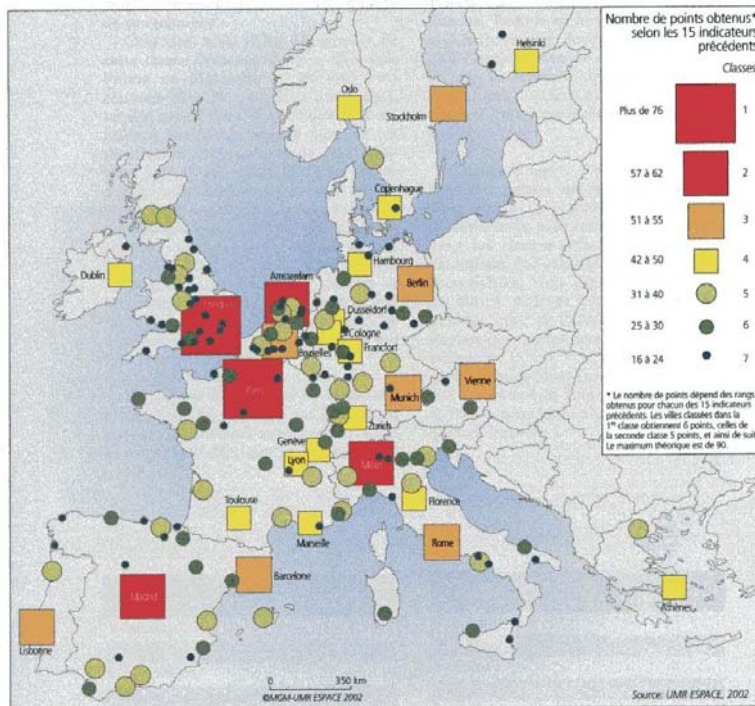 Nombre de points obtenus*
selon les 15 indicateurs
précédents
Classes
Plus de 76
1
57 à 62
2
51 à 55
3
42 à 50
4
31 à 40
5
25 à 30
6
16 à 24
7
* Le nombre de points dépend des rangs
obtenus pour chacun des 15 indicateurs
précédents. Les villes classées dans la
1re classe obtiennent 6 points, celles de
la seconde classe 5 points, et ainsi de suit
Le maximum théorique est de 90.
Helsinki
Oslo
Stockholm
Copenhague
Dublin
Hambourg
Amsterdam
Berlin
Londres
Dusseldorf
Cologne
Bruxelles
Francfort
Paris
Munich
Vienne
Zurich
Genève
Lyon
Milan
Toulouse
Florence
Marseille
Rome
Barcelone
Madrid
Lisbonne
Athènes
0
350 km
©MGM-UMR ESPACE 2002
Source: UMR ESPACE, 2002